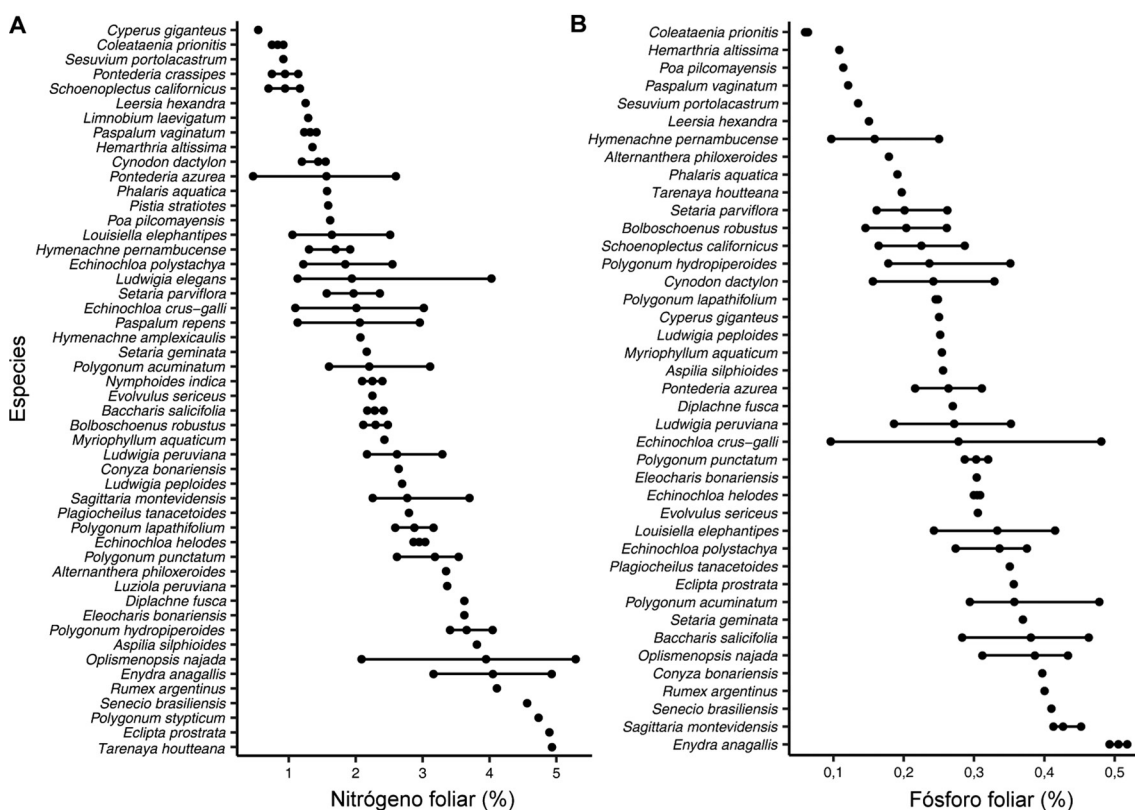 A
Especies
Cyperus giganteus
Coleataenia prionitis
Sesuvium portolacastrum
Pontederia crassipes
Schoenoplectus californicus
Leersia hexandra
Limnobium laevigatum
Paspalum vaginatum
Hemarthria altissima
Cynodon dactylon
Pontederia azurea
Phalaris aquatica
Pistia stratiotes
Poa pilcomayensis
Louisiella elephantipes
Hymenachne pernambucense
Echinochloa polystachya
Ludwigia elegans
Setaria parviflora
Echinochloa crus-galli
Paspalum repens
Hymenachne amplexicaulis
Setaria geminata
Polygonum acuminatum
Nymphoides indica
Evolvulus sericeus
Baccharis salicifolia
Bolboschoenus robustus
Myriophyllum aquaticum
Ludwigia peruviana
Conyza bonariensis
Ludwigia peploides
Sagittaria montevidensis
Plagiocheilus tanacetoides
Polygonum lapathifolium
Echinochloa helodes
Polygonum punctatum
Alternanthera philoxeroides
Luziola peruviana
Diplachne fusca
Eleocharis bonariensis
Polygonum hydropiperoides
Aspilia silphioides
Oplismenopsis najada
Enydra anagallis
Rumex argentinus
Senecio brasiliensis
Polygonum stypticum
Eclipta prostrata
Tarenaya houtteana
1 2 3 4 5
Nitrógeno foliar (%)
B
Coleataenia prionitis
Hemarthria altissima
Poa pilcomayensis
Paspalum vaginatum
Sesuvium portolacastrum
Leersia hexandra
Hymenachne pernambucense
Alternanthera philoxeroides
Phalaris aquatica
Tarenaya houtteana
Setaria parviflora
Bolboschoenus robustus
Schoenoplectus californicus
Polygonum hydropiperoides
Cynodon dactylon
Polygonum lapathifolium
Cyperus giganteus
Ludwigia peploides
Myriophyllum aquaticum
Aspilia silphioides
Pontederia azurea
Diplachne fusca
Ludwigia peruviana
Echinochloa crus-galli
Polygonum punctatum
Eleocharis bonariensis
Echinochloa helodes
Evolvulus sericeus
Louisiella elephantipes
Echinochloa polystachya
Plagiocheilus tanacetoides
Eclipta prostrata
Polygonum acuminatum
Setaria geminata
Baccharis salicifolia
Oplismenopsis najada
Conyza bonariensis
Rumex argentinus
Senecio brasiliensis
Sagittaria montevidensis
Enydra anagallis
0,1 0,2 0,3 0,4 0,5
Fósforo foliar (%)